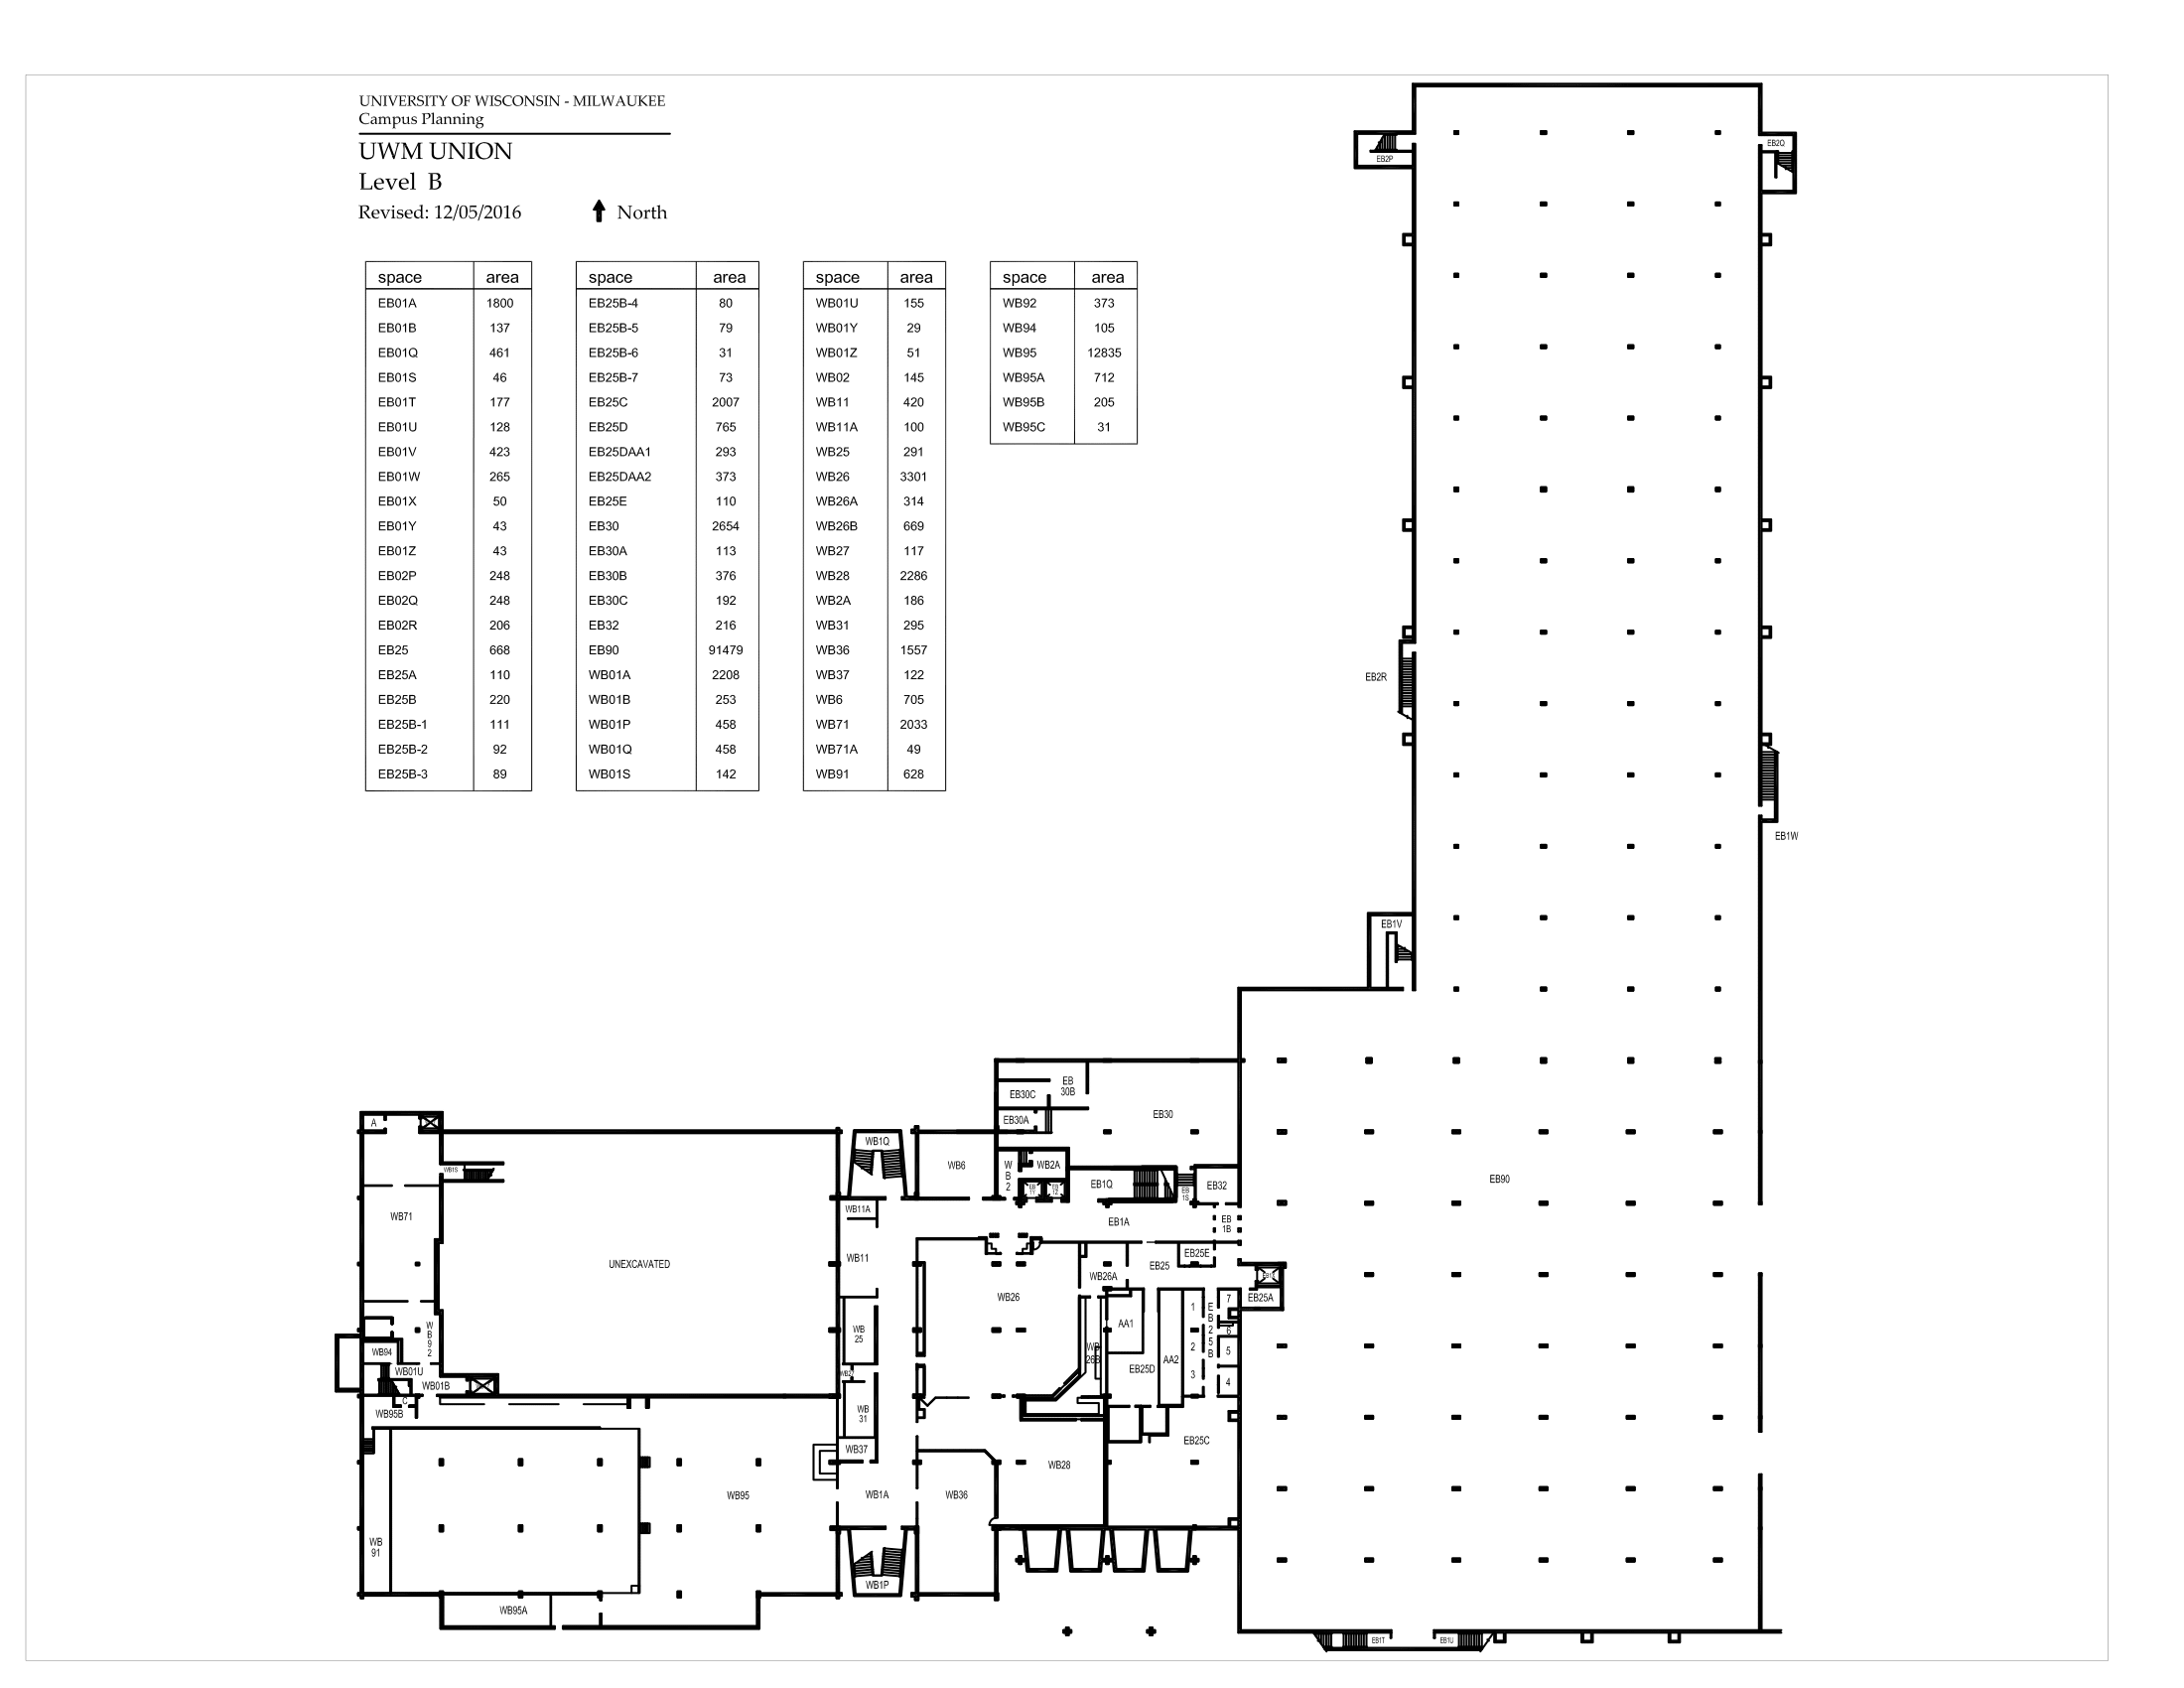 UNIVERSITY OF WISCONSIN - MILWAUKEE
Campus Planning
UWM UNION
Level B
Revised: 12/05/2016
North
space area
EB01A 1800
EB01B 137
EB01Q 461
EB01S 46
EB01T 177
EB01U 128
EB01V 423
EB01W 265
EB01X 50
EB01Y 43
EB01Z 43
EB02P 248
EB02Q 248
EB02R 206
EB25 668
EB25A 110
EB25B 220
EB25B-1 111
EB25B-2 92
EB25B-3 89
space area
EB25B-4 80
EB25B-5 79
EB25B-6 31
EB25B-7 73
EB25C 2007
EB25D 765
EB25DAA1 293
EB25DAA2 373
EB25E 110
EB30 2654
EB30A 113
EB30B 376
EB30C 192
EB32 216
EB90 91479
WB01A 2208
WB01B 253
WB01P 458
WB01Q 458
WB01S 142
space area
WB01U 155
WB01Y 29
WB01Z 51
WB02 145
WB11 420
WB11A 100
WB25 291
WB26 3301
WB26A 314
WB26B 669
WB27 117
WB28 2286
WB2A 186
WB31 295
WB36 1557
WB37 122
WB6 705
WB71 2033
WB71A 49
WB91 628
space area
WB92 373
WB94 105
WB95 12835
WB95A 712
WB95B 205
WB95C 31
EB2P
EB2Q
EB2R
EB1W
EB1V
EB
30B
EB30C
EB30A
EB30
A
WB1S
WB1Q
WB6
W
B
2
WB2A
EB1Q
EB
1S
EB32
EB90
WB71
WB11A
EB1A
EB
1B
UNEXCAVATED
WB11
EB25E
EB25
WB26A
WB26
EB25A
7
1
E
B
2
5
B
AA1
6
W
B
9
2
WB
25
2
5
WB94
WB
26B
AA2
EB25D
WB01U
WB27
3
4
WB01B
C
WB95B
WB
31
EB25C
WB37
WB28
WB95
WB1A
WB36
WB
91
WB1P
WB95A
EB1T
EB1U